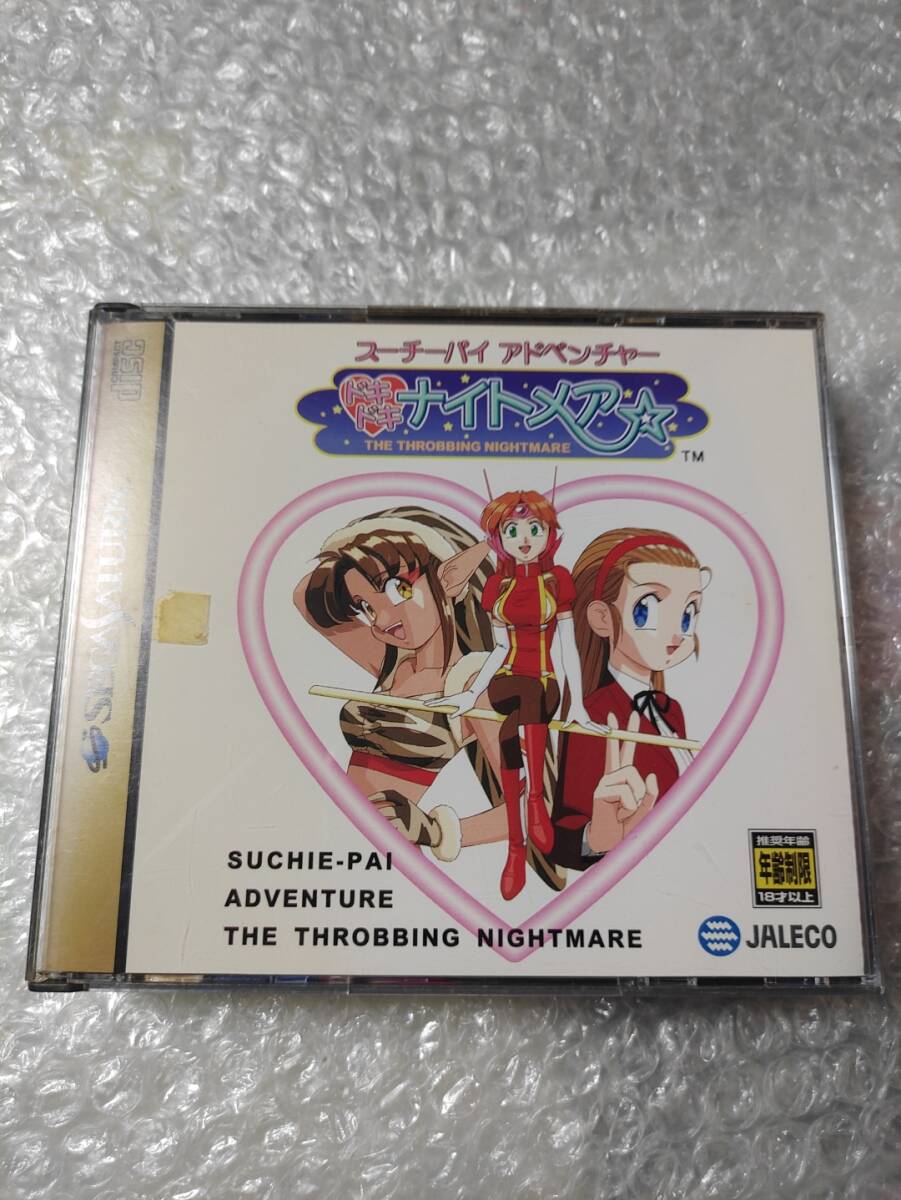 COMPACT
disc
SEGA SATURN
スーチーパイ アドベンチャー
ドキ
ドキ
ナイトメア☆
THE THROBBING NIGHTMARE
TM
SUCHIE-PAI
ADVENTURE
THE THROBBING NIGHTMARE
推奨年齢
年齢制限
18才以上
JALECO